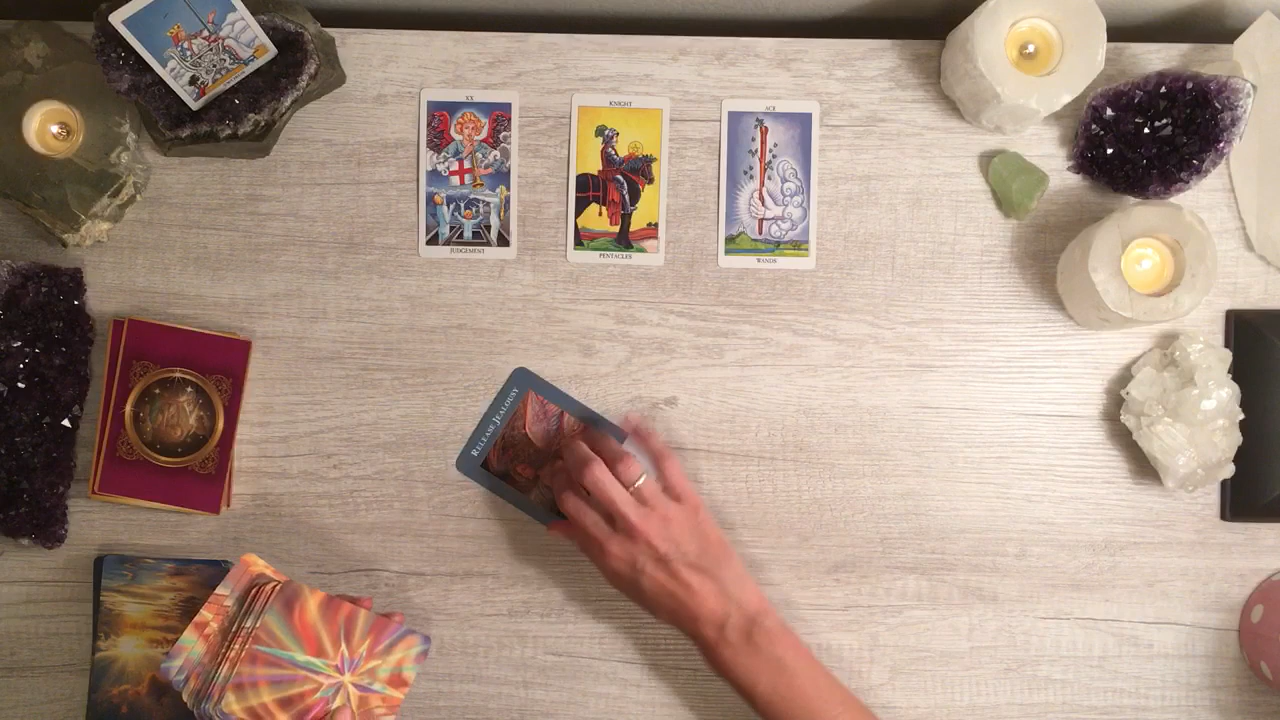 XX
JUDGEMENT
KNIGHT
PENTACLES
ACE
WANDS
RELEASE JEALOUSY